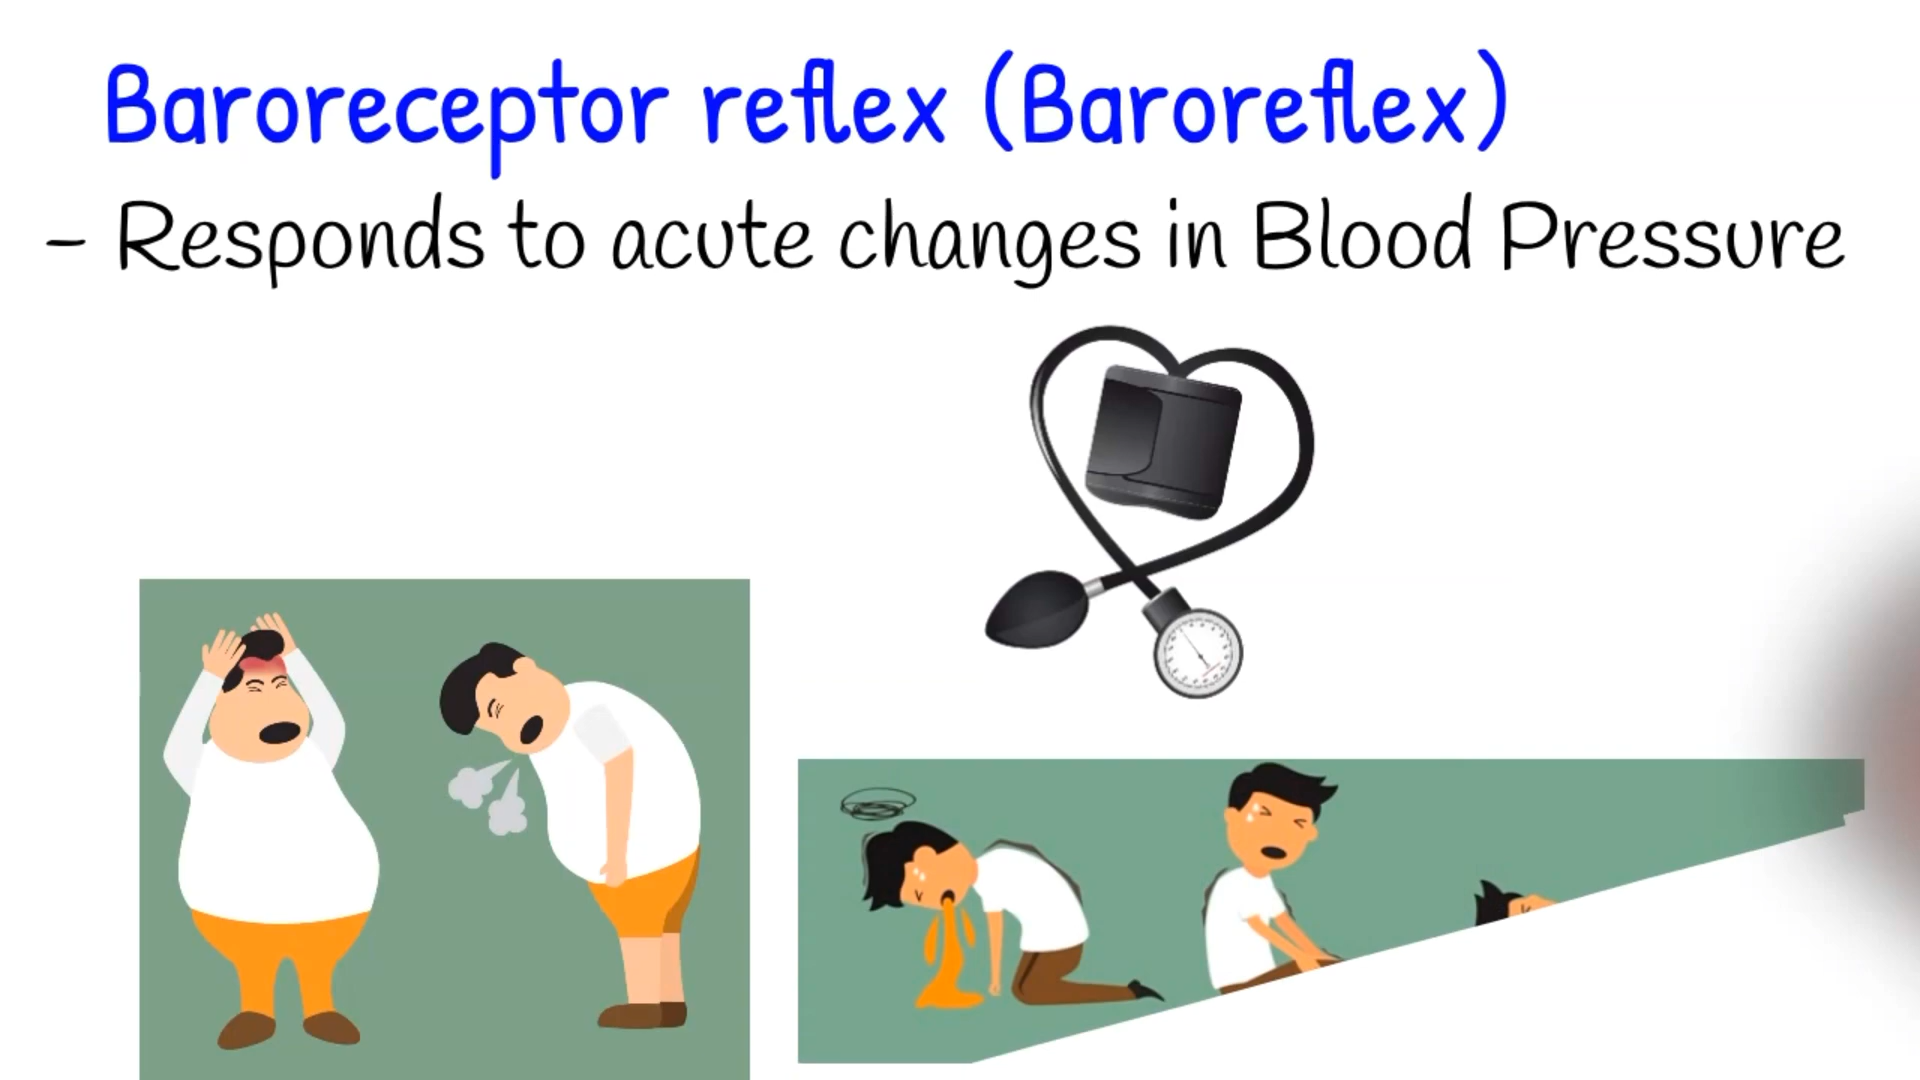 Baroreceptor reflex (Baroreflex)
- Responds to acute changes in Blood Pressure